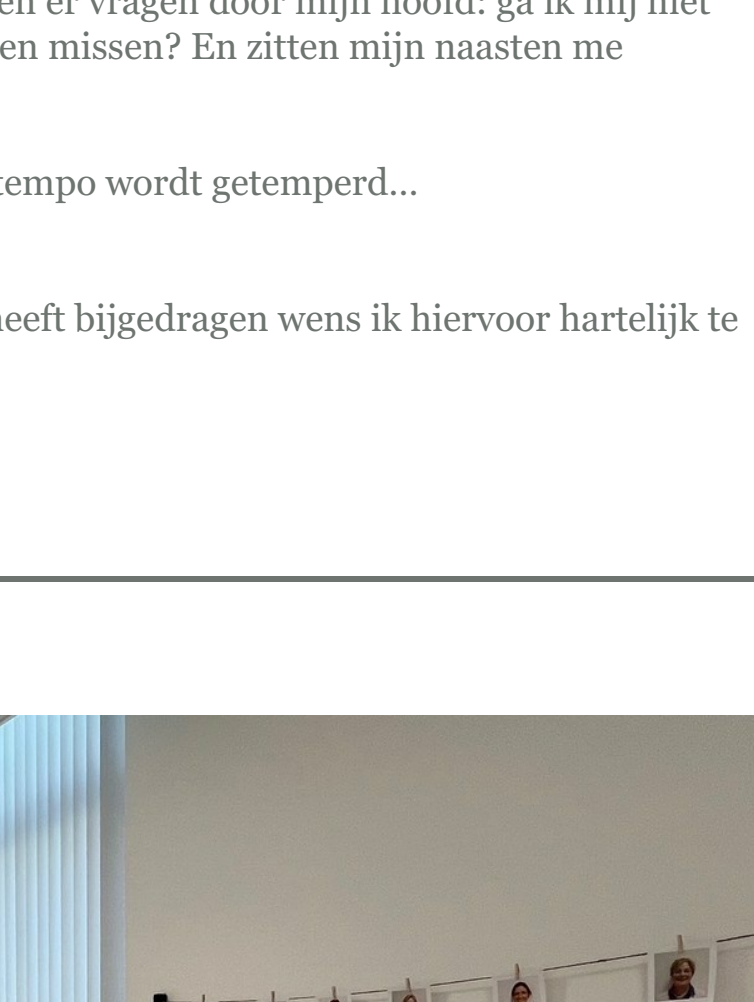 er vragen door mijn hoofd: ga ik mij niet
en missen? En zitten mijn naasten me
tempo wordt getemperd...
heeft bijgedragen wens ik hiervoor hartelijk te